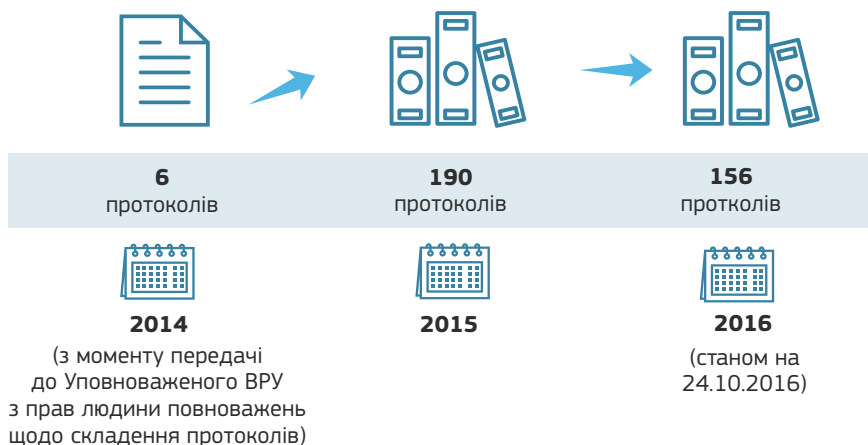 6
протоколів
190
протоколів
156
протклів
2014
(з моменту передачі
до Уповноваженого ВРУ
з прав людини повноважень
щодо складення протоколів)
2015
2016
(станом на
24.10.2016)